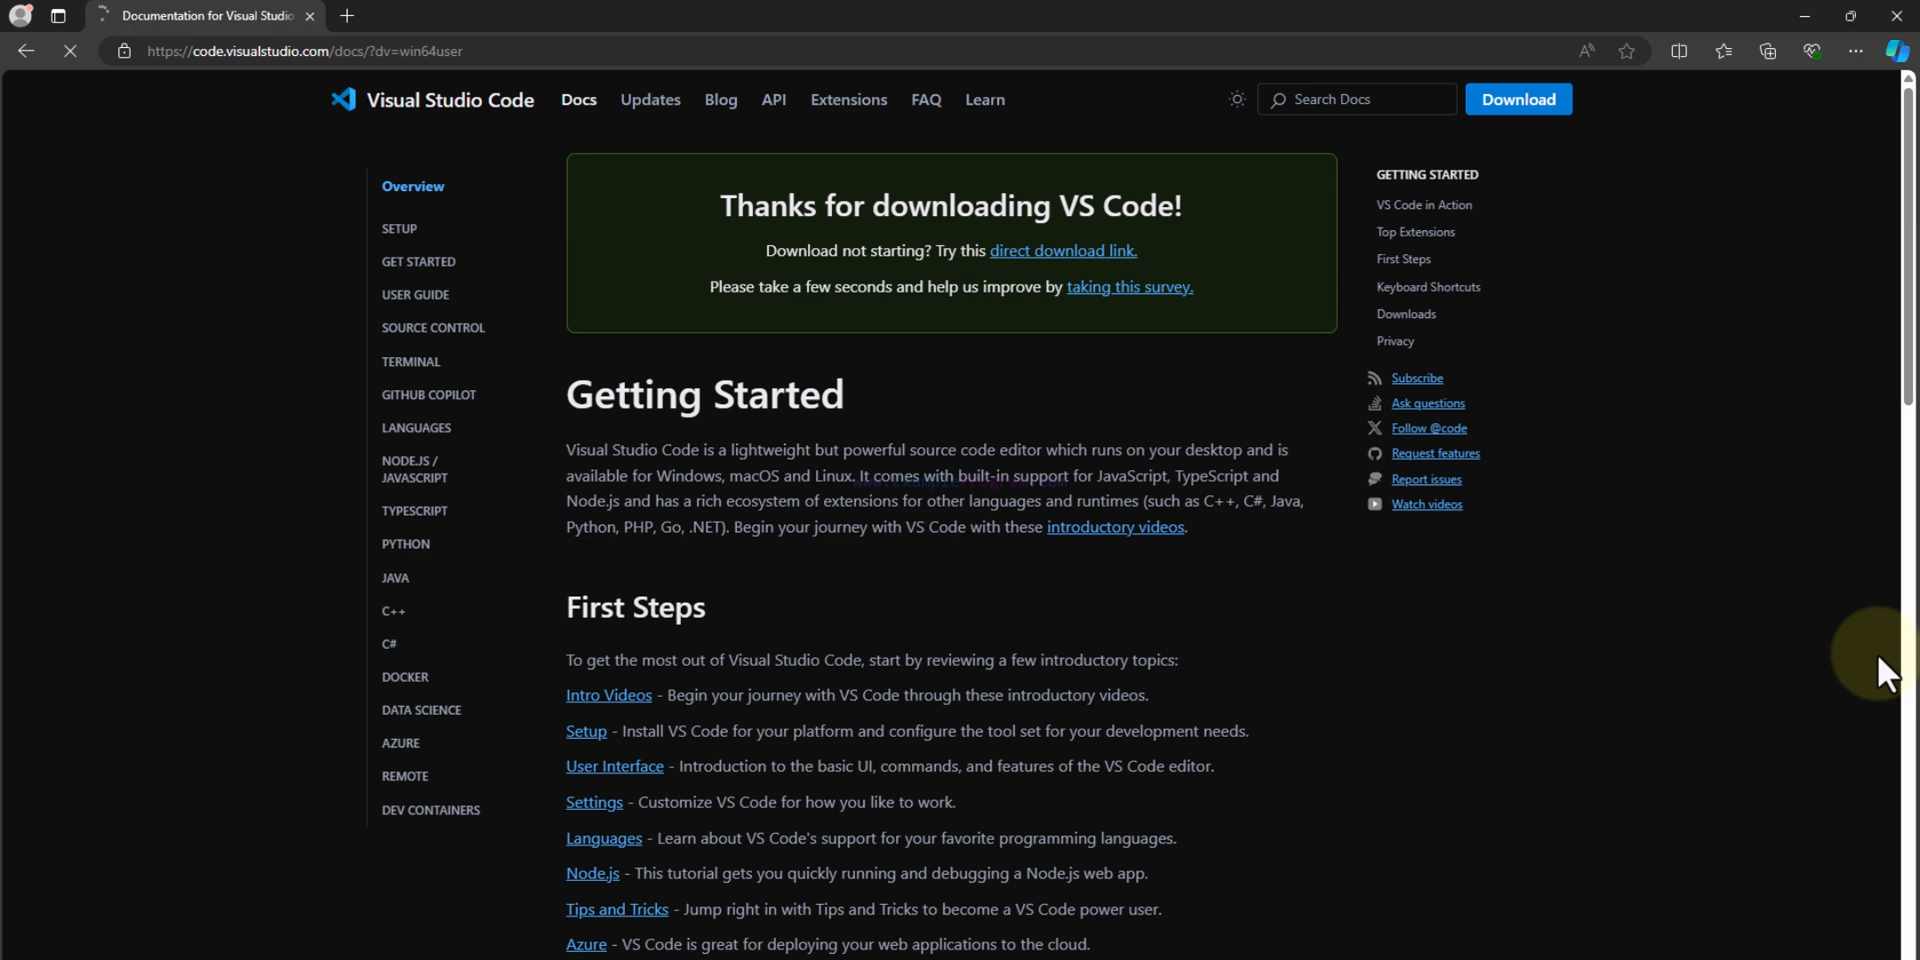 Documentation for Visual Studio
https://code.visualstudio.com/docs/?dv=win64user
Visual Studio Code
Docs
Updates
Blog
API
Extensions
FAQ
Learn
Search Docs
Download
Overview
SETUP
GET STARTED
USER GUIDE
SOURCE CONTROL
TERMINAL
GITHUB COPILOT
LANGUAGES
NODE.JS /
JAVASCRIPT
TYPESCRIPT
PYTHON
JAVA
C++
C#
DOCKER
DATA SCIENCE
AZURE
REMOTE
DEV CONTAINERS
Thanks for downloading VS Code!
Download not starting? Try this direct download link.
Please take a few seconds and help us improve by taking this survey.
Getting Started
Visual Studio Code is a lightweight but powerful source code editor which runs on your desktop and is
available for Windows, macOS and Linux. It comes with built-in support for JavaScript, TypeScript and
Node.js and has a rich ecosystem of extensions for other languages and runtimes (such as C++, C#, Java,
Python, PHP, Go, .NET). Begin your journey with VS Code with these introductory videos.
First Steps
To get the most out of Visual Studio Code, start by reviewing a few introductory topics:
Intro Videos - Begin your journey with VS Code through these introductory videos.
Setup - Install VS Code for your platform and configure the tool set for your development needs.
User Interface - Introduction to the basic UI, commands, and features of the VS Code editor.
Settings - Customize VS Code for how you like to work.
Languages - Learn about VS Code's support for your favorite programming languages.
Node.js - This tutorial gets you quickly running and debugging a Node.js web app.
Tips and Tricks - Jump right in with Tips and Tricks to become a VS Code power user.
Azure - VS Code is great for deploying your web applications to the cloud.
GETTING STARTED
VS Code in Action
Top Extensions
First Steps
Keyboard Shortcuts
Downloads
Privacy
Subscribe
Ask questions
Follow @code
Request features
Report issues
Watch videos